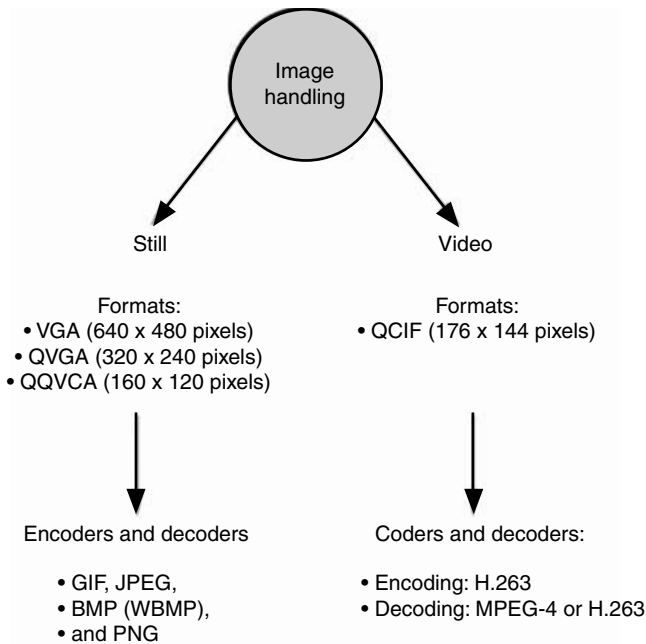 Image
handling
Still
Formats:
• VGA (640 x 480 pixels)
• QVGA (320 x 240 pixels)
• QQVCA (160 x 120 pixels)
Encoders and decoders
• GIF, JPEG,
• BMP (WBMP),
• and PNG
Video
Formats:
• QCIF (176 x 144 pixels)
Coders and decoders:
• Encoding: H.263
• Decoding: MPEG-4 or H.263